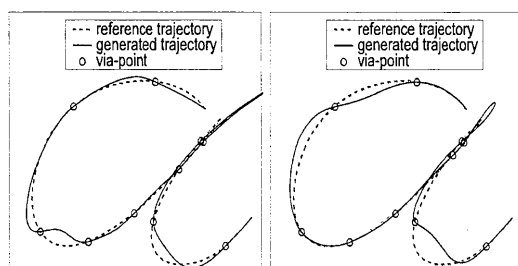 reference trajectory
generated trajectory
via-point
reference trajectory
generated trajectory
via-point